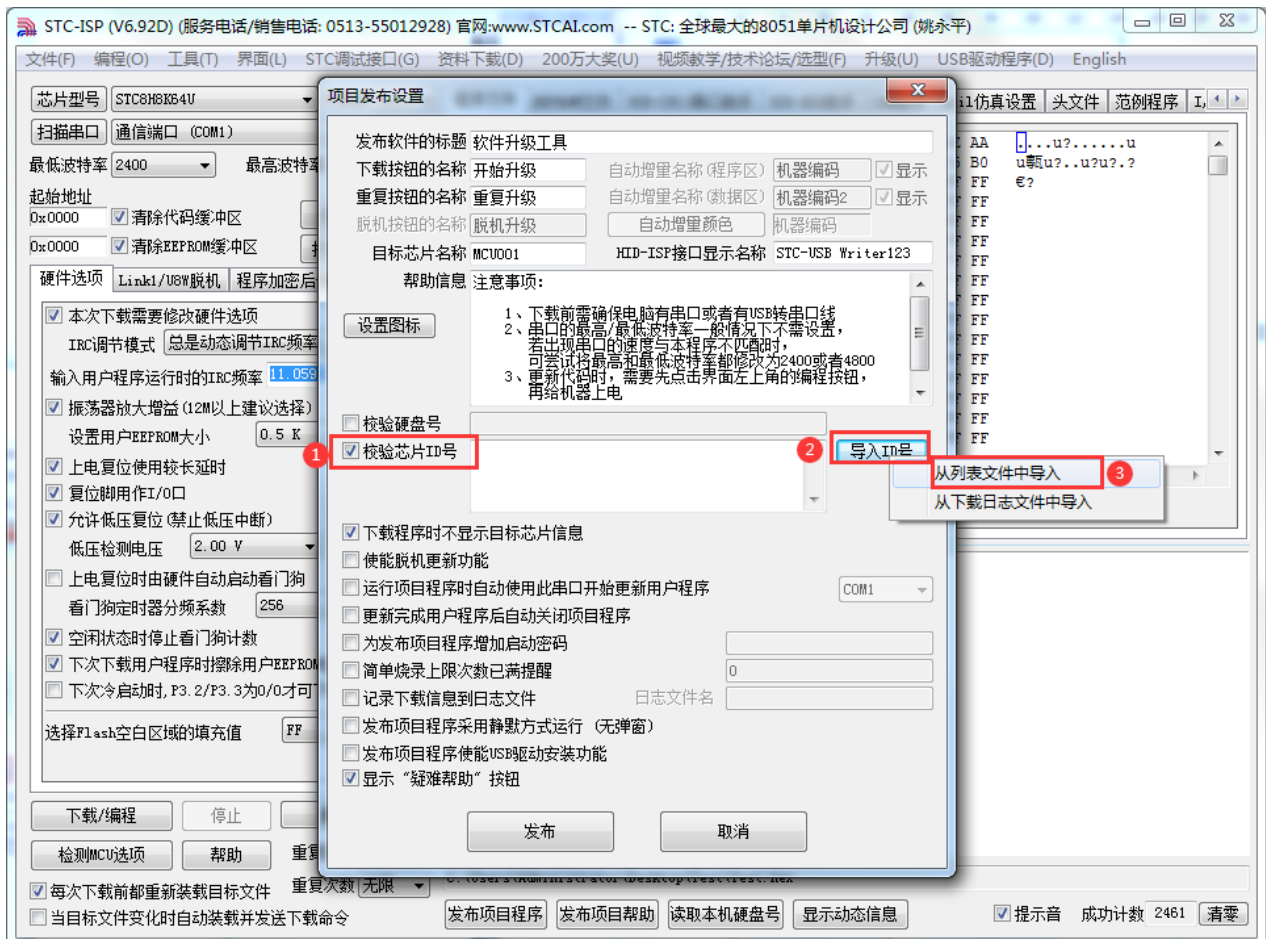 STC-ISP (V6.92D) (服务电话/销售电话: 0513-55012928) 官网:www.STCAI.com -- STC: 全球最大的8051单片机设计公司 (姚永平)
文件(F) 编程(O) 工具(T) 界面(L) STC调试接口(G) 资料下载(D) 200万大奖(U) 视频教学/技术论坛/选型(F) 升级(U) USB驱动程序(D) English
芯片型号 STC8H8K64U
扫描串口 通信端口 (COM1)
最低波特率 2400 最高波特率
起始地址
0x0000 清除代码缓冲区
0x0000 清除EEPROM缓冲区
硬件选项 Link1/U8W脱机 程序加密后
本次下载需要修改硬件选项
IRC调节模式 总是动态调节IRC频率
输入用户程序运行时的IRC频率 11.059
振荡器放大增益(12M以上建议选择)
设置用户EEPROM大小 0.5 K
上电复位使用较长延时
复位脚用作I/O口
允许低压复位(禁止低压中断)
低压检测电压 2.00 V
上电复位时由硬件自动启动看门狗
看门狗定时器分频系数 256
空闲状态时停止看门狗计数
下次下载用户程序时擦除用户EEPROM
下次冷启动时,P3.2/P3.3为0/0才可
选择Flash空白区域的填充值 FF
下载/编程 停止
检测MCU选项 帮助
每次下载前都重新装载目标文件 重复次数 无限
当目标文件变化时自动装载并发送下载命令
项目发布设置
发布软件的标题 软件升级工具
下载按钮的名称 开始升级 自动增量名称(程序区) 机器编码 显示
重复按钮的名称 重复升级 自动增量名称(数据区) 机器编码2 显示
脱机按钮的名称 脱机升级 自动增量颜色 机器编码
目标芯片名称 MCU001 HID-ISP接口显示名称 STC-USB Writer123
帮助信息 注意事项:
1、下载前需确保电脑有串口或者有USB转串口线
2、串口的最高/最低波特率一般情况下不需设置，
若出现串口的速度与本程序不匹配时，
可尝试将最高和最低波特率都修改为2400或者4800
3、更新代码时，需要先点击界面左上角的编程按钮，
再给机器上电
设置图标
校验硬盘号
1 校验芯片ID号 2 导入ID号
从列表文件中导入 3
从下载日志文件中导入
下载程序时不显示目标芯片信息
使能脱机更新功能
运行项目程序时自动使用此串口开始更新用户程序 COM1
更新完成用户程序后自动关闭项目程序
为发布项目程序增加启动密码
简单烧录上限次数已满提醒 0
记录下载信息到日志文件 日志文件名
发布项目程序采用静默方式运行 (无弹窗)
发布项目程序使能USB驱动安装功能
显示 "疑难帮助" 按钮
发布 取消
il仿真设置 头文件 范例程序 I,
AA ....u?......u
B0 u甄u?..u?u?.?
FF €?
FF
FF
FF
FF
FF
FF
FF
FF
FF
FF
FF
FF
FF
发布项目程序 发布项目帮助 读取本机硬盘号 显示动态信息 提示音 成功计数 2461 清零